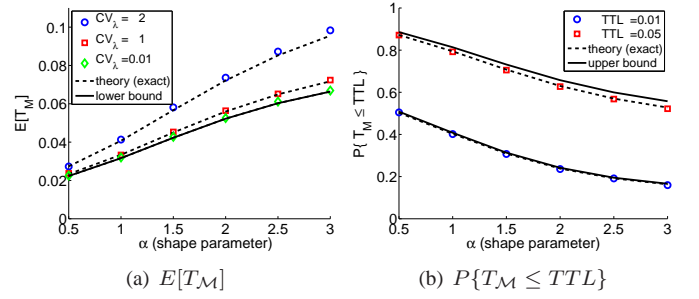 0.1
0.08
0.06
0.04
0.02
0
E[T_M]
CV_λ = 2
CV_λ = 1
CV_λ =0.01
theory (exact)
lower bound
0.5 1 1.5 2 2.5 3
α (shape parameter)
(a) E[T_M]
1
0.8
0.6
0.4
0.2
0
P{ T_M ≤ TTL }
TTL =0.01
TTL =0.05
theory (exact)
upper bound
0.5 1 1.5 2 2.5 3
α (shape parameter)
(b) P{T_M ≤ TTL}